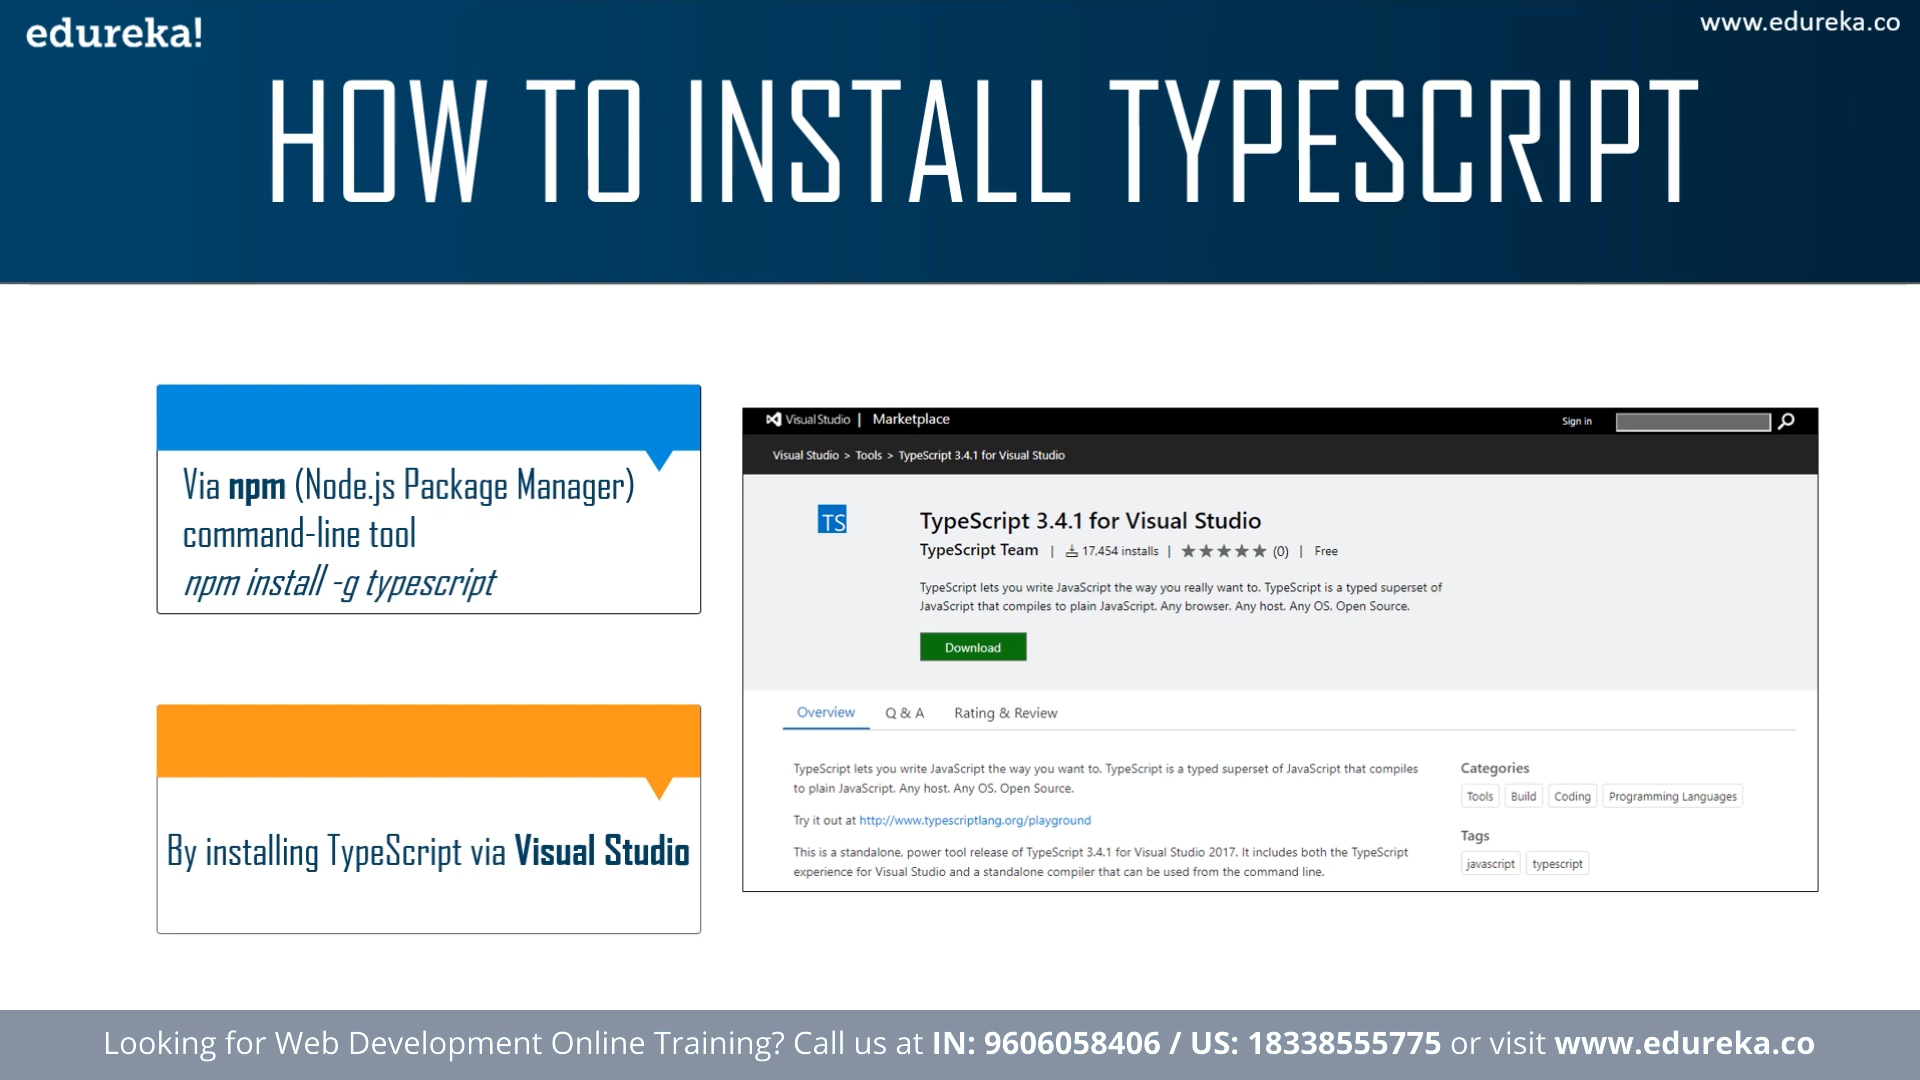 edureka!
www.edureka.co
HOW TO INSTALL TYPESCRIPT
Via npm (Node.js Package Manager)
command-line tool
npm install -g typescript
By installing TypeScript via Visual Studio
Visual Studio | Marketplace
Sign in
Visual Studio > Tools > TypeScript 3.4.1 for Visual Studio
TS
TypeScript 3.4.1 for Visual Studio
TypeScript Team | 17,454 installs | ★★★★★ (0) | Free
TypeScript lets you write JavaScript the way you really want to. TypeScript is a typed superset of
JavaScript that compiles to plain JavaScript. Any browser. Any host. Any OS. Open Source.
Download
Overview Q & A Rating & Review
TypeScript lets you write JavaScript the way you want to. TypeScript is a typed superset of JavaScript that compiles
to plain JavaScript. Any host. Any OS. Open Source.
Try it out at http://www.typescriptlang.org/playground
This is a standalone, power tool release of TypeScript 3.4.1 for Visual Studio 2017. It includes both the TypeScript
experience for Visual Studio and a standalone compiler that can be used from the command line.
Categories
Tools Build Coding Programming Languages
Tags
javascript typescript
Looking for Web Development Online Training? Call us at IN: 9606058406 / US: 18338555775 or visit www.edureka.co